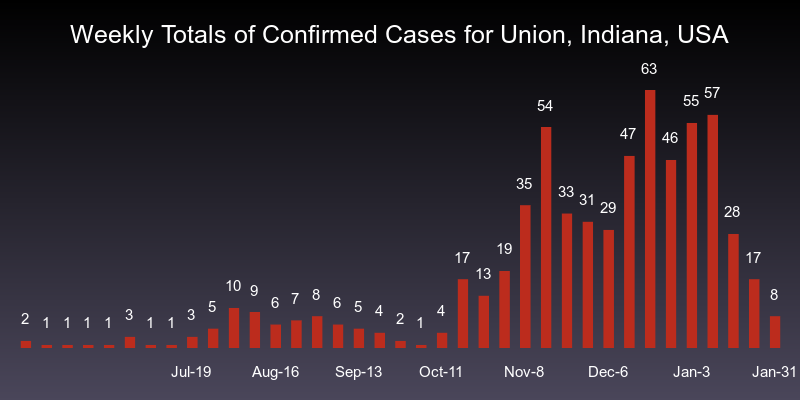 Weekly Totals of Confirmed Cases for Union, Indiana, USA
2 1 1 1 1 3 1 1 3 5 10 9 6 7 8 6 5 4 2 1 4 17 13 19 35 54 33 31 29 47 63 46 55 57 28 17 8
Jul-19 Aug-16 Sep-13 Oct-11 Nov-8 Dec-6 Jan-3 Jan-31